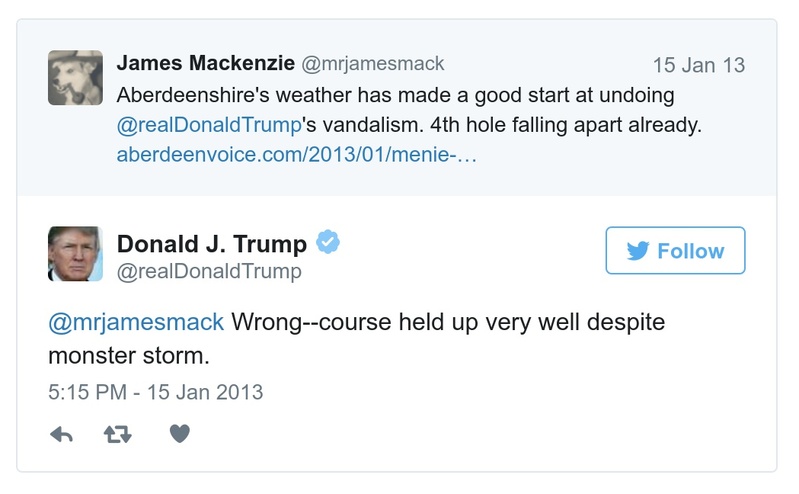 James Mackenzie @mrjamesmack 15 Jan 13
Aberdeenshire's weather has made a good start at undoing
@realDonaldTrump's vandalism. 4th hole falling apart already.
aberdeenvoice.com/2013/01/menie-…
Donald J. Trump
Follow
@realDonaldTrump
@mrjamesmack Wrong--course held up very well despite
monster storm.
5:15 PM - 15 Jan 2013